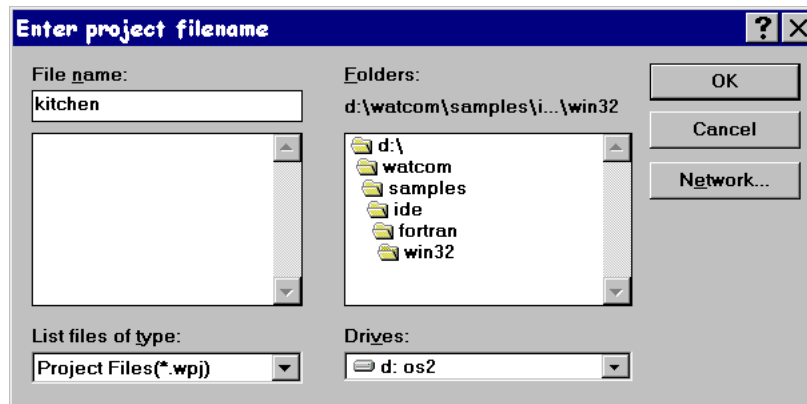 Enter project filename
File name:
kitchen
Folders:
d:\watcom\samples\i...\win32
d:\
watcom
samples
ide
fortran
win32
OK
Cancel
Network...
List files of type:
Project Files(*.wpj)
Drives:
d: os2